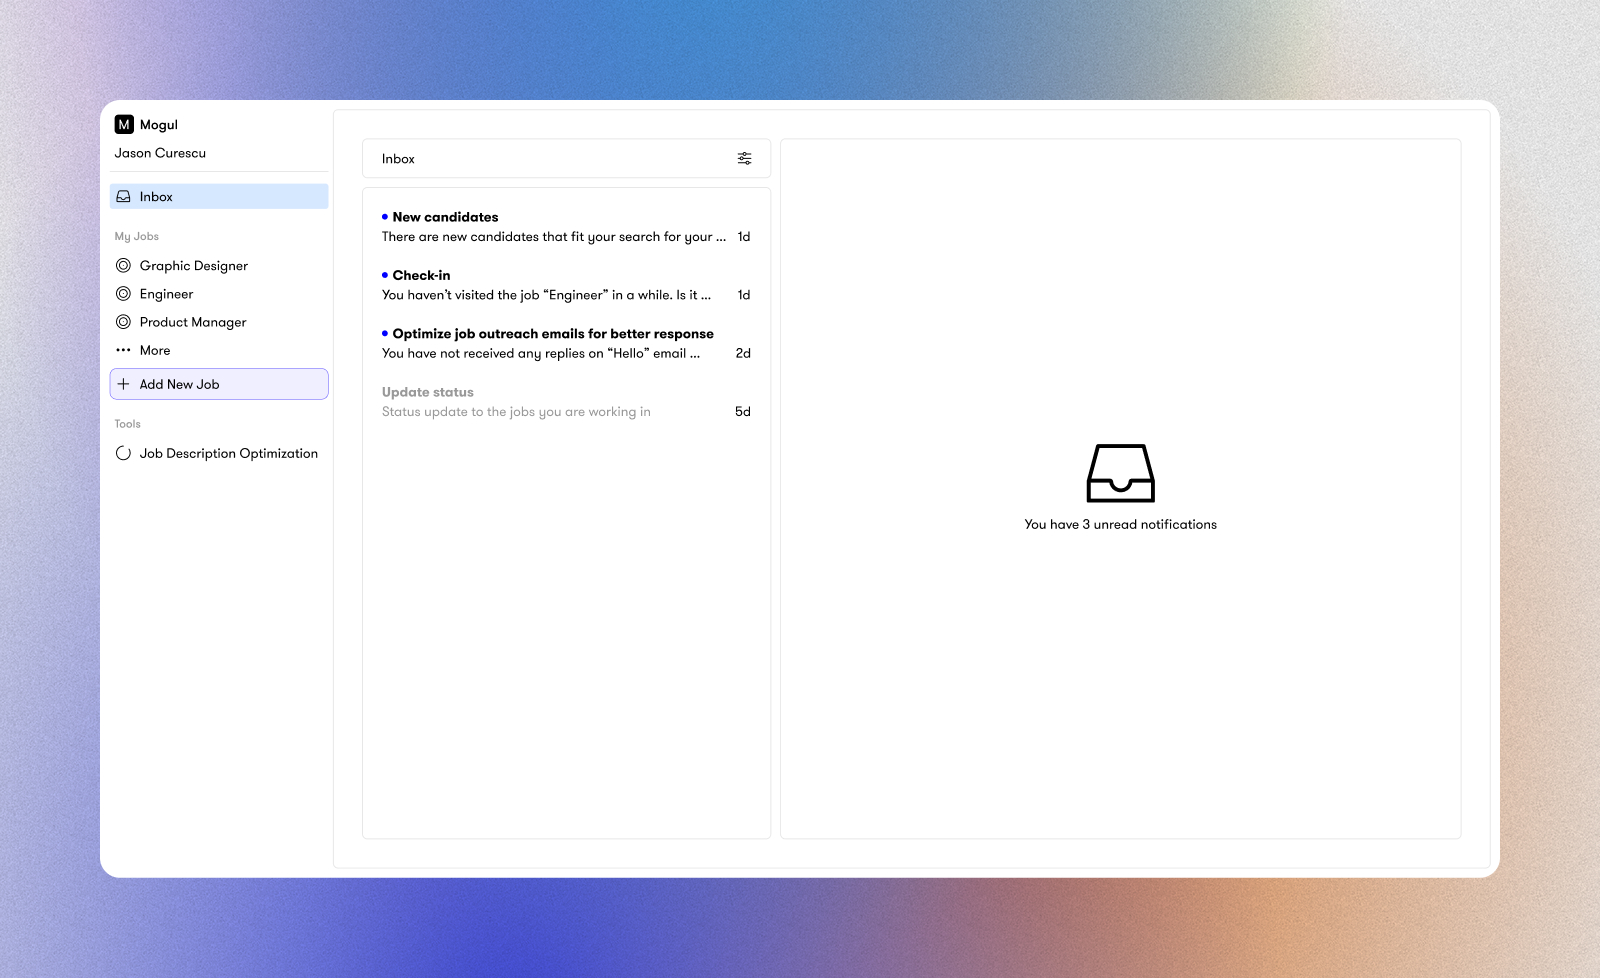 M Mogul
Jason Curescu
Inbox
My Jobs
Graphic Designer
Engineer
Product Manager
More
Add New Job
Tools
Job Description Optimization
Inbox
New candidates
There are new candidates that fit your search for your ... 1d
Check-in
You haven’t visited the job “Engineer” in a while. Is it ... 1d
Optimize job outreach emails for better response
You have not received any replies on “Hello” email ... 2d
Update status
Status update to the jobs you are working in 5d
You have 3 unread notifications